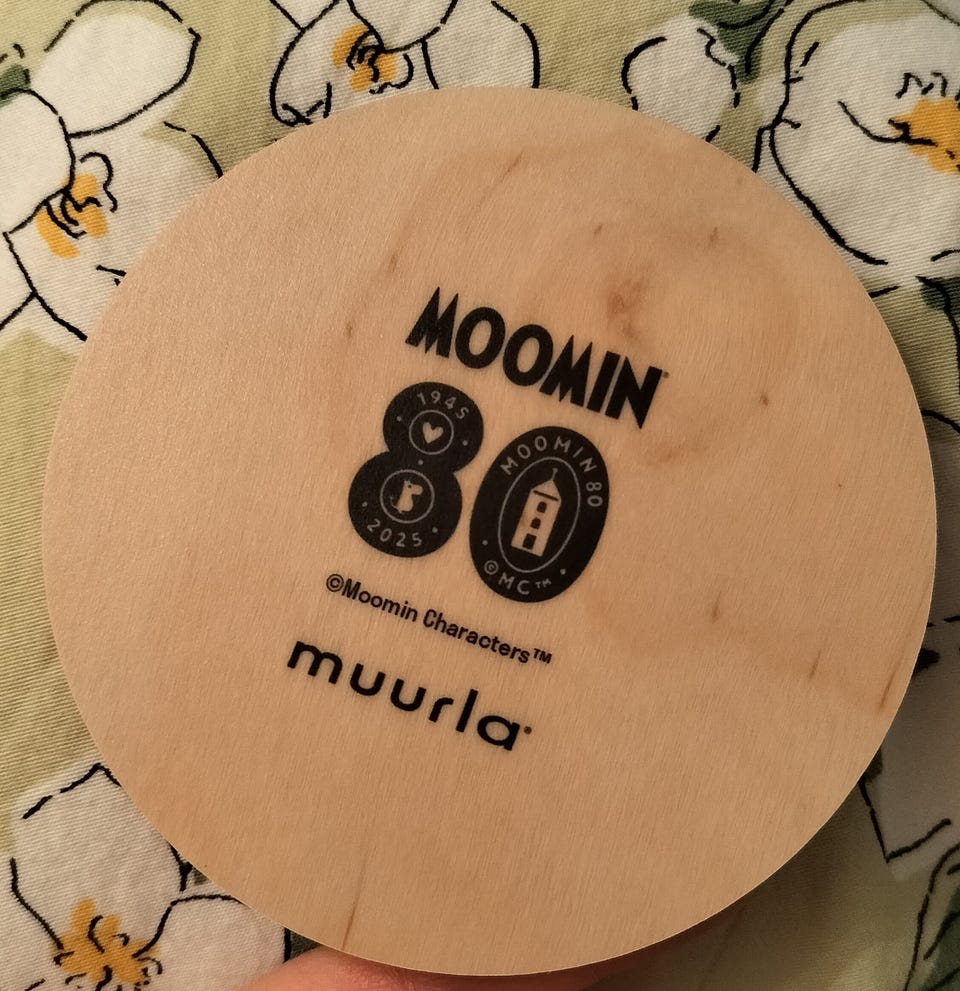 MOOMIN
1945
2025
MOOMIN 80
©MC™
©Moomin Characters™
muurla